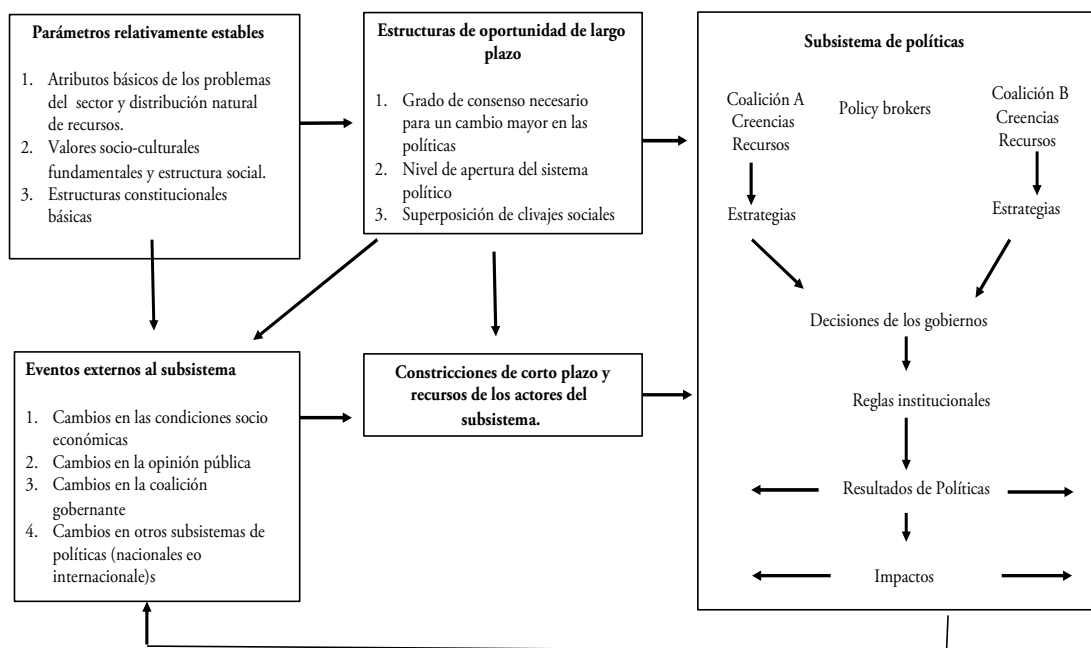 Parámetros relativamente estables
1. Atributos básicos de los problemas
del sector y distribución natural
de recursos.
2. Valores socio-culturales
fundamentales y estructura social.
3. Estructuras constitucionales
básicas
Estructuras de oportunidad de largo
plazo
1. Grado de consenso necesario
para un cambio mayor en las
políticas
2. Nivel de apertura del sistema
político
3. Superposición de clivajes sociales
Eventos externos al subsistema
1. Cambios en las condiciones socio
económicas
2. Cambios en la opinión pública
3. Cambios en la coalición
gobernante
4. Cambios en otros subsistemas de
políticas (nacionales eo
internacionale)s
Constricciones de corto plazo y
recursos de los actores del
subsistema.
Subsistema de políticas
Coalición A
Creencias
Recursos
Policy brokers
Coalición B
Creencias
Recursos
Estrategias
Estrategias
Decisiones de los gobiernos
Reglas institucionales
Resultados de Políticas
Impactos